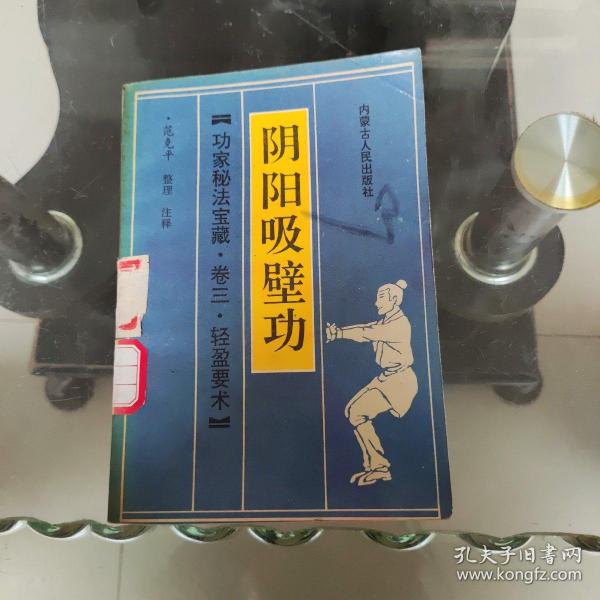 内蒙古人民出版社
阴阳吸壁功
【功家秘法宝藏·卷三·轻盈要术】
·范克平 整理 注释
孔夫子旧书网
www.kongfz.com